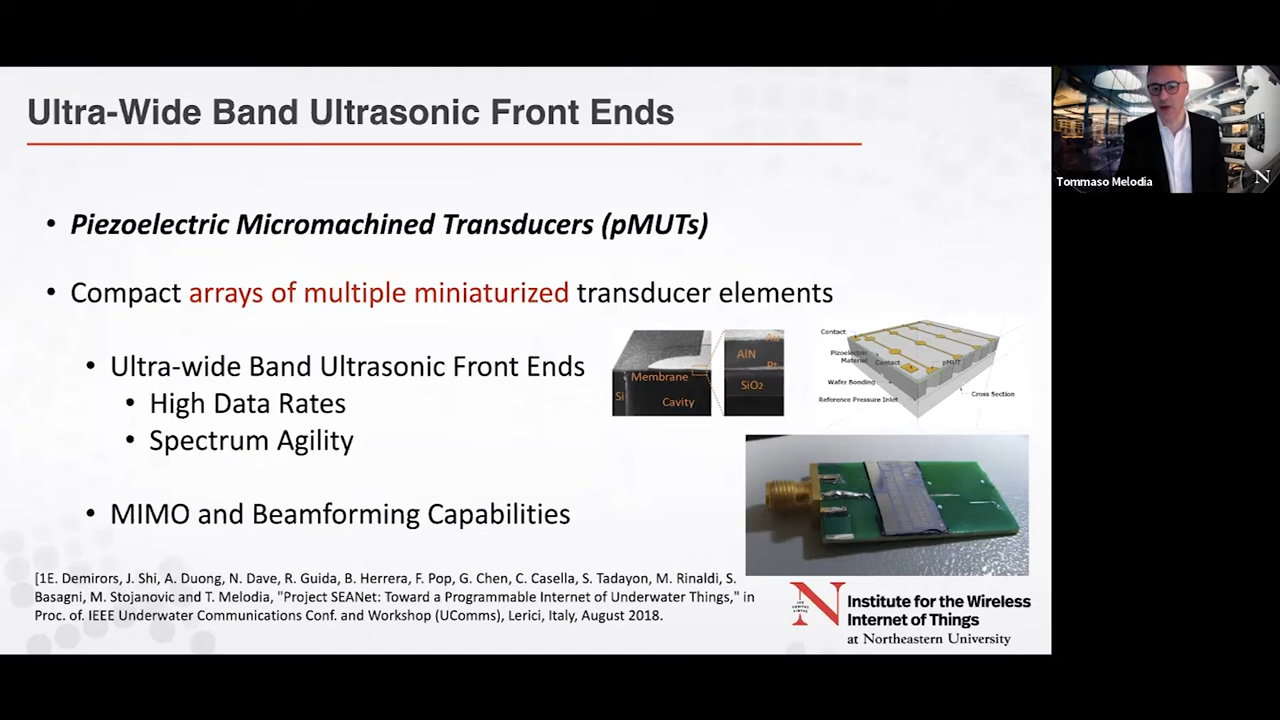 Ultra-Wide Band Ultrasonic Front Ends
Tommaso Melodia
N
• Piezoelectric Micromachined Transducers (pMUTs)
• Compact arrays of multiple miniaturized transducer elements
• Ultra-wide Band Ultrasonic Front Ends
• High Data Rates
• Spectrum Agility
• MIMO and Beamforming Capabilities
Membrane
Si
Cavity
Au
AlN
Pt
SiO2
Contact
Pizoelectric
Material
Contact
pMUT
Wafer Bonding
Cross Section
Reference Pressure Inlet
[1E. Demirors, J. Shi, A. Duong, N. Dave, R. Guida, B. Herrera, F. Pop, G. Chen, C. Casella, S. Tadayon, M. Rinaldi, S.
Basagni, M. Stojanovic and T. Melodia, "Project SEANet: Toward a Programmable Internet of Underwater Things," in
Proc. of. IEEE Underwater Communications Conf. and Workshop (UComms), Lerici, Italy, August 2018.
N
Institute for the Wireless
Internet of Things
at Northeastern University